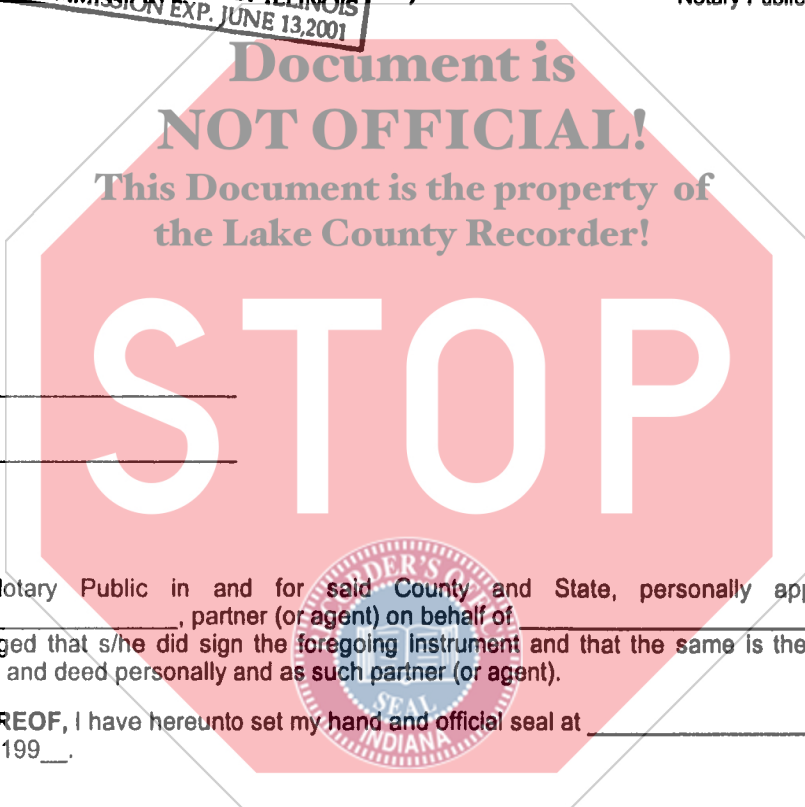 MISSION EXP. JUNE 13,2001
Notary Public
Document is
NOT OFFICIAL!
This Document is the property of
the Lake County Recorder!
STOP
Notary Public in and for said County and State, personally app
, partner (or agent) on behalf of
ged that s/he did sign the foregoing instrument and that the same is the
and deed personally and as such partner (or agent).
REOF, I have hereunto set my hand and official seal at
199__.
SEAL
INDIANA